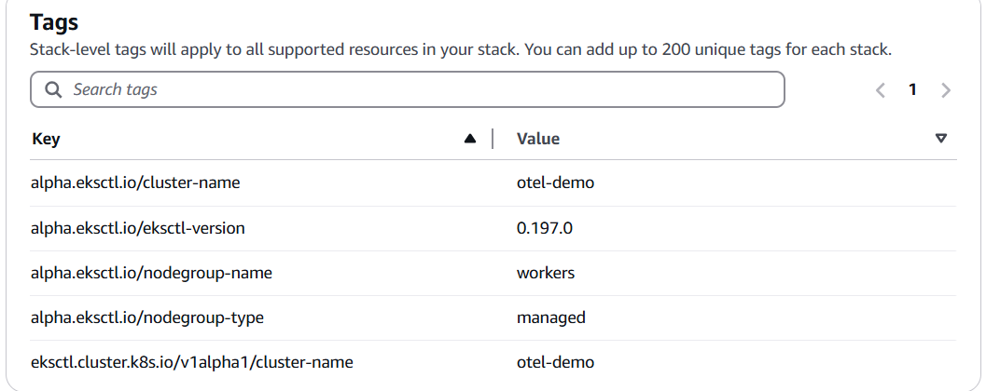 Tags
Stack-level tags will apply to all supported resources in your stack. You can add up to 200 unique tags for each stack.
Search tags
1
Key Value
alpha.eksctl.io/cluster-name otel-demo
alpha.eksctl.io/eksctl-version 0.197.0
alpha.eksctl.io/nodegroup-name workers
alpha.eksctl.io/nodegroup-type managed
eksctl.cluster.k8s.io/v1alpha1/cluster-name otel-demo